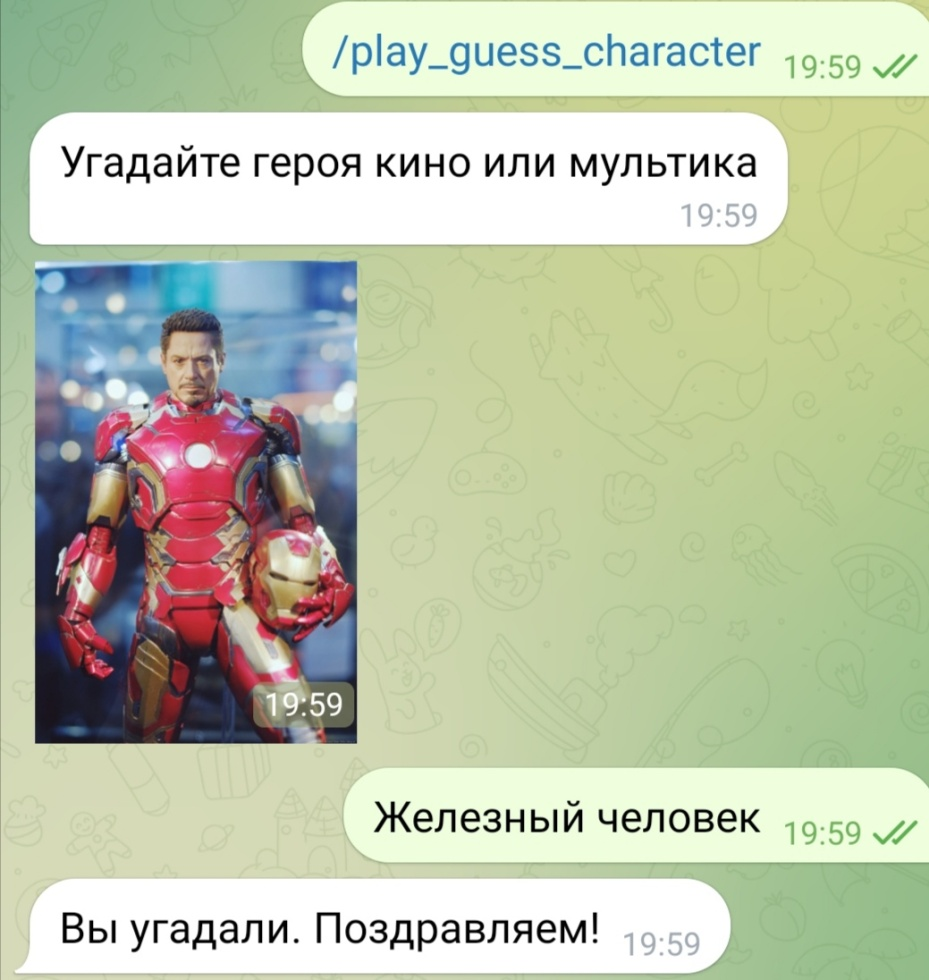 /play_guess_character 19:59
Угадайте героя кино или мультика
19:59
19:59
Железный человек 19:59
Вы угадали. Поздравляем! 19:59